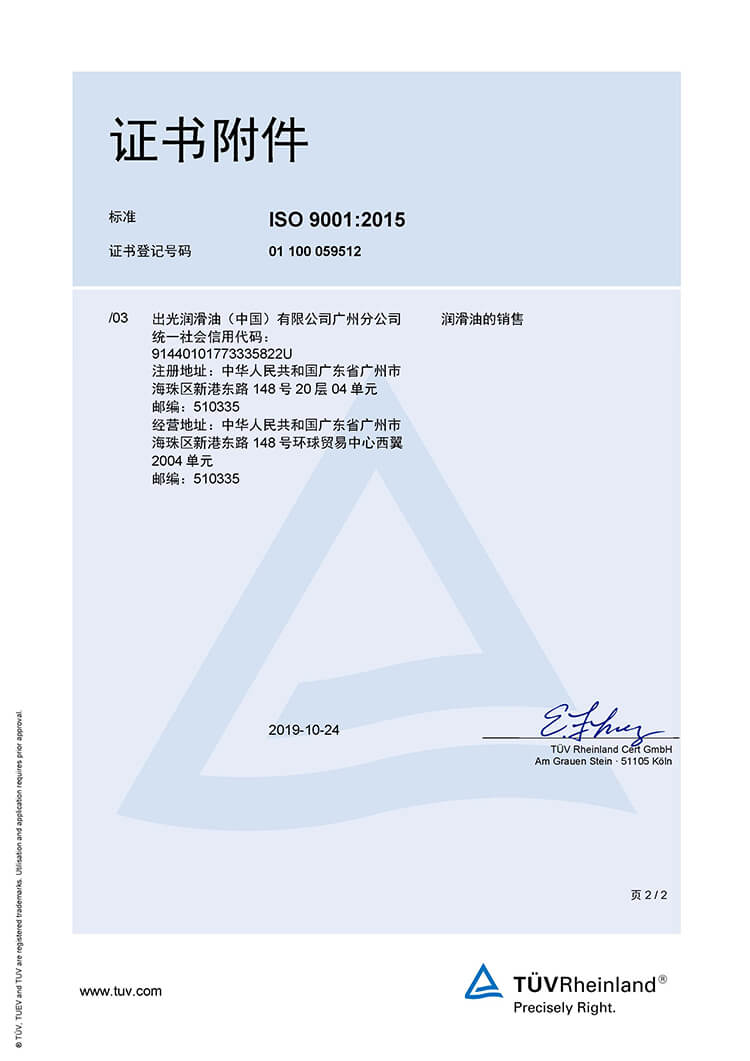 证书附件
标准 ISO 9001:2015
证书登记号码 01 100 059512
/03 出光润滑油（中国）有限公司广州分公司 润滑油的销售
统一社会信用代码：
91440101773335822U
注册地址：中华人民共和国广东省广州市
海珠区新港东路 148 号 20 层 04 单元
邮编：510335
经营地址：中华人民共和国广东省广州市
海珠区新港东路 148 号环球贸易中心西翼
2004 单元
邮编：510335
2019-10-24
TÜV Rheinland Cert GmbH
Am Grauen Stein · 51105 Köln
页 2 / 2
® TÜV, TUEV and TUV are registered trademarks. Utilisation and application requires prior approval.
www.tuv.com
TÜVRheinland®
Precisely Right.